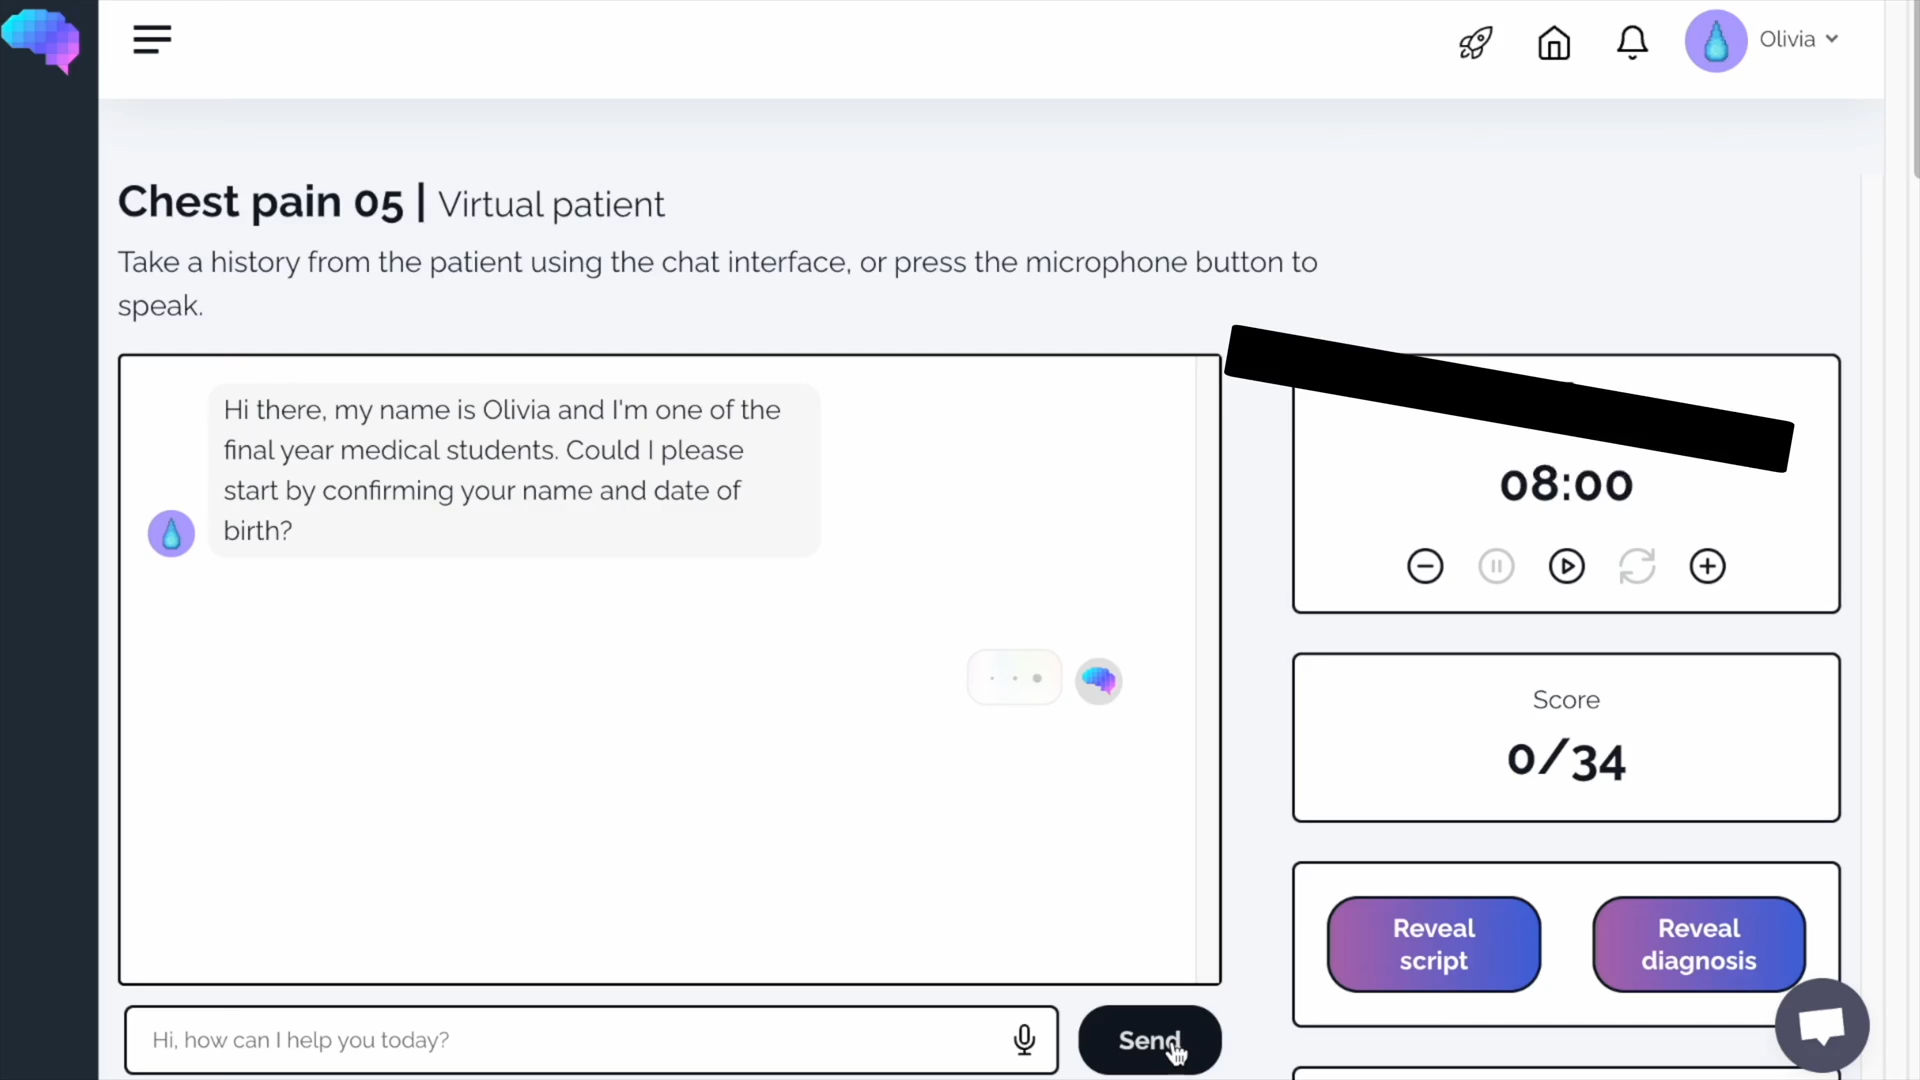 Olivia
Chest pain 05 | Virtual patient
Take a history from the patient using the chat interface, or press the microphone button to
speak.
Hi there, my name is Olivia and I'm one of the
final year medical students. Could I please
start by confirming your name and date of
birth?
08:00
Score
0/34
Reveal
script
Reveal
diagnosis
Hi, how can I help you today?
Send